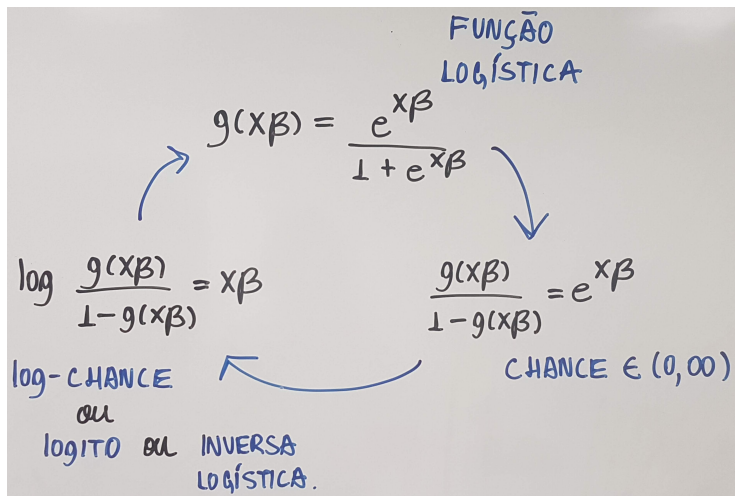 FUNÇÃO
LOGÍSTICA
g(Xβ) = e^{Xβ} / (1 + e^{Xβ})
log g(Xβ) / (1 - g(Xβ)) = Xβ
g(Xβ) / (1 - g(Xβ)) = e^{Xβ}
log-CHANCE
ou
logITO ou INVERSA
LOGÍSTICA.
CHANCE ∈ (0,∞)